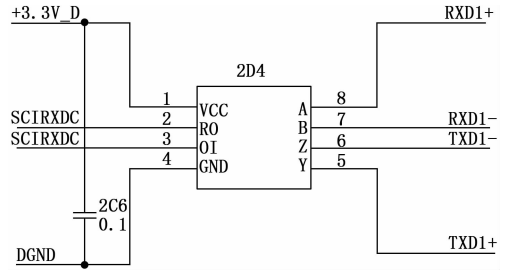 +3.3V_D
RXD1+
2D4
1
VCC
A
8
SCIRXDC
2
RO
B
7
RXD1-
SCIRXDC
3
OI
Z
6
TXD1-
4
GND
Y
5
2C6
0.1
DGND
TXD1+